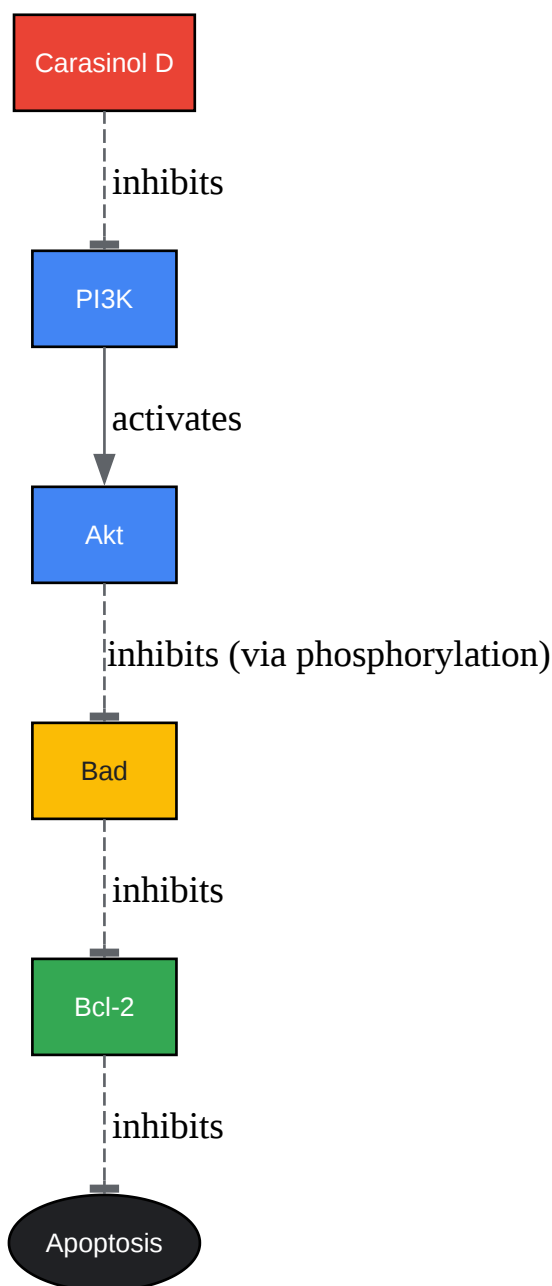 Carasinol D
inhibits
PI3K
activates
Akt
inhibits (via phosphorylation)
Bad
inhibits
Bcl-2
inhibits
Apoptosis